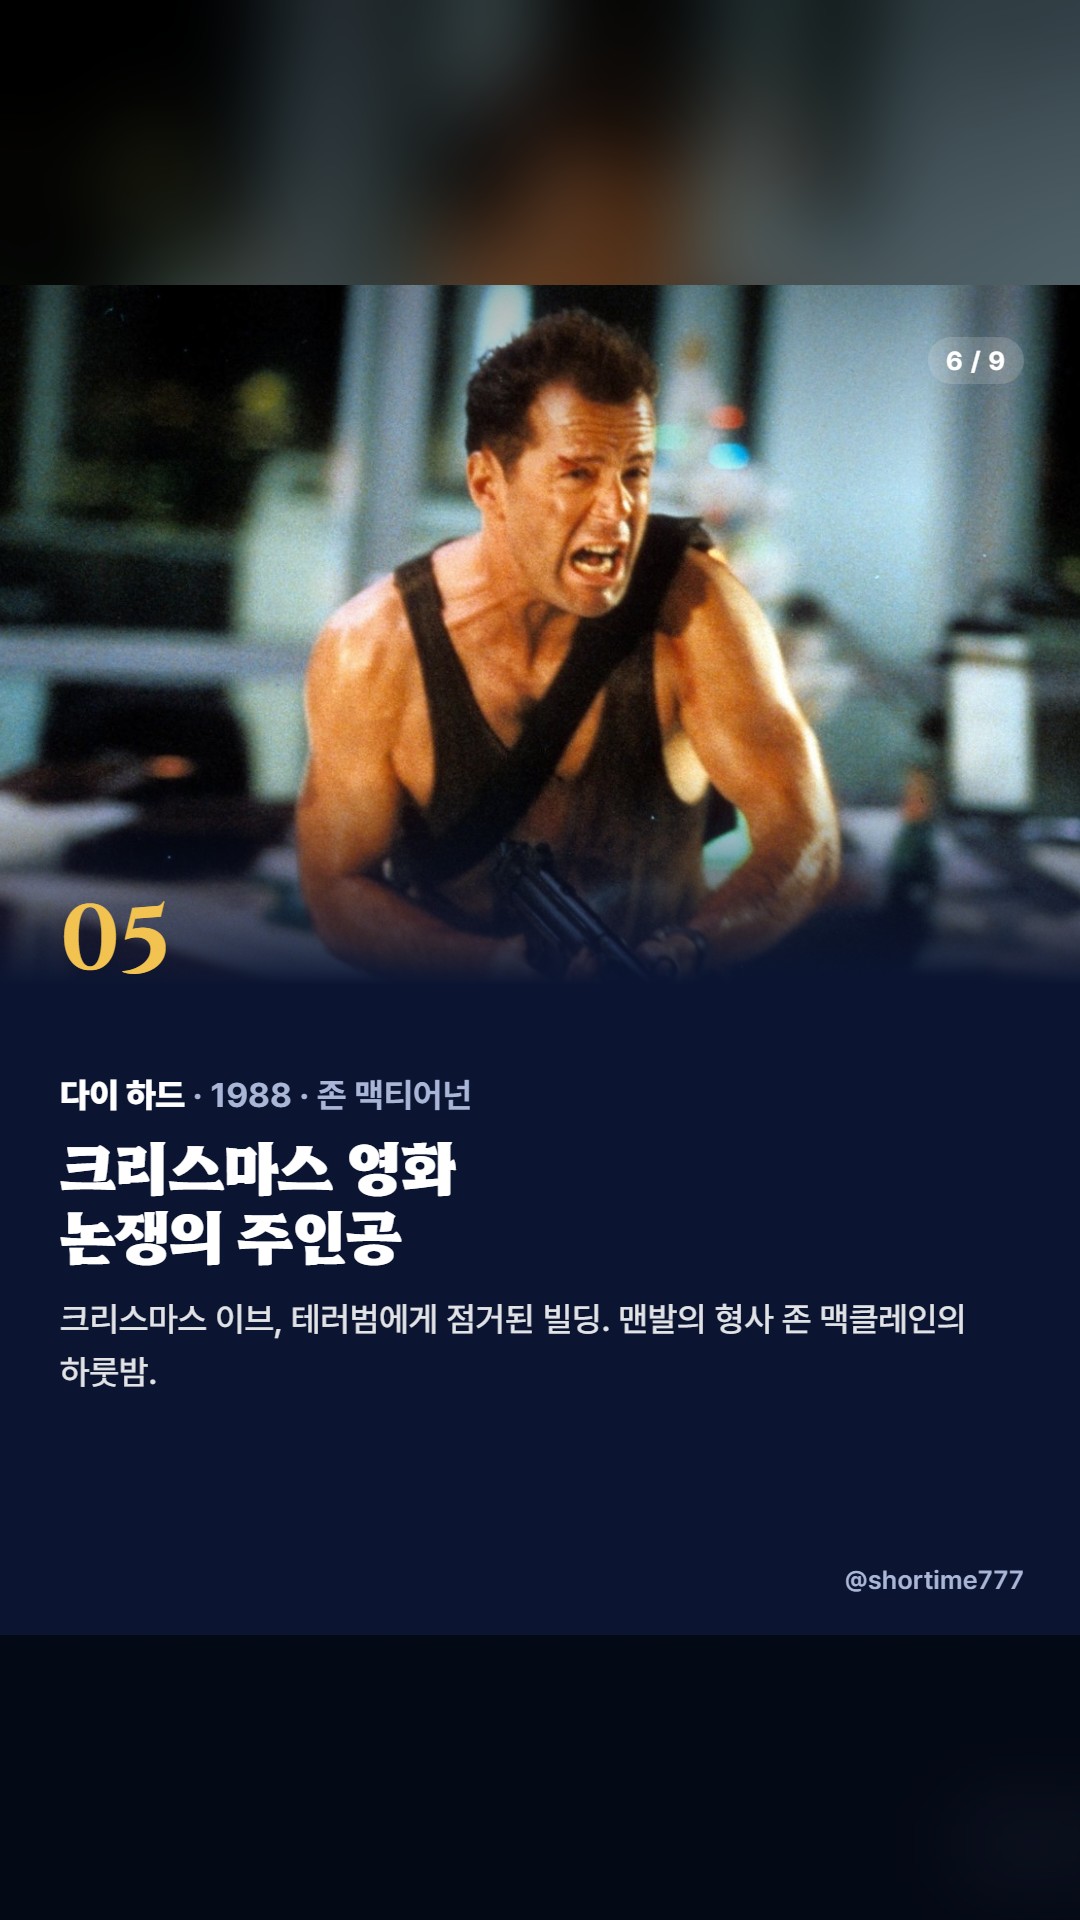 6 / 9
05
다이 하드 · 1988 · 존 맥티어넌
크리스마스 영화
논쟁의 주인공
크리스마스 이브, 테러범에게 점거된 빌딩. 맨발의 형사 존 맥클레인의
하룻밤.
@shortime777